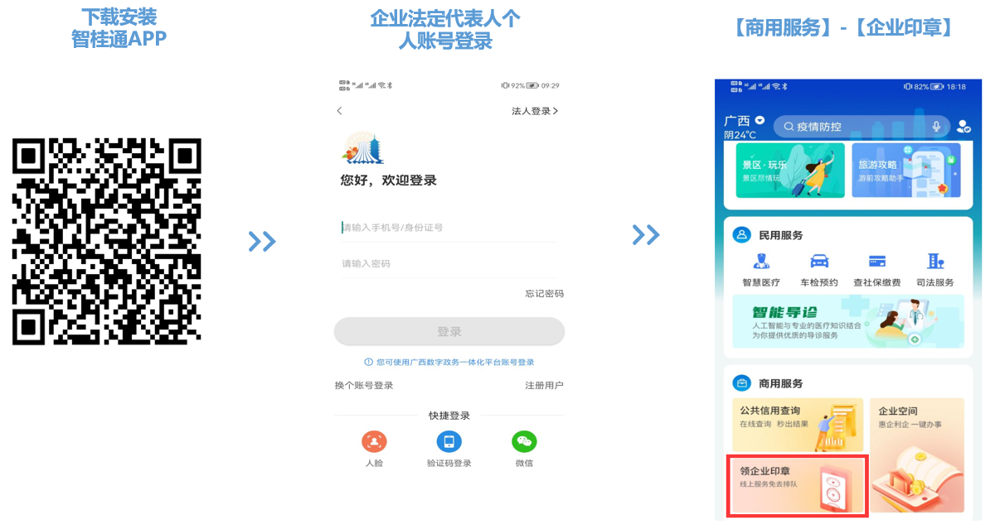 下载安装
智桂通APP
企业法定代表人个
人账号登录
【商用服务】-【企业印章】
92% 09:29
法人登录
您好，欢迎登录
请输入手机号/身份证号
请输入密码
忘记密码
登录
您可使用广西数字政务一体化平台账号登录
换个账号登录 注册用户
快捷登录
人脸 验证码登录 微信
82% 18:18
广西 疫情防控
阴24℃
景区·玩乐
景区尽情玩
旅游攻略
游前攻略助手
民用服务
智慧医疗 车检预约 查社保缴费 司法服务
智能导诊
人工智能与专业的医疗知识结合
为你提供优质的导诊服务
商用服务
公共信用查询
在线查询 秒出结果
企业空间
惠企利企 一键办事
领企业印章
线上服务免去排队